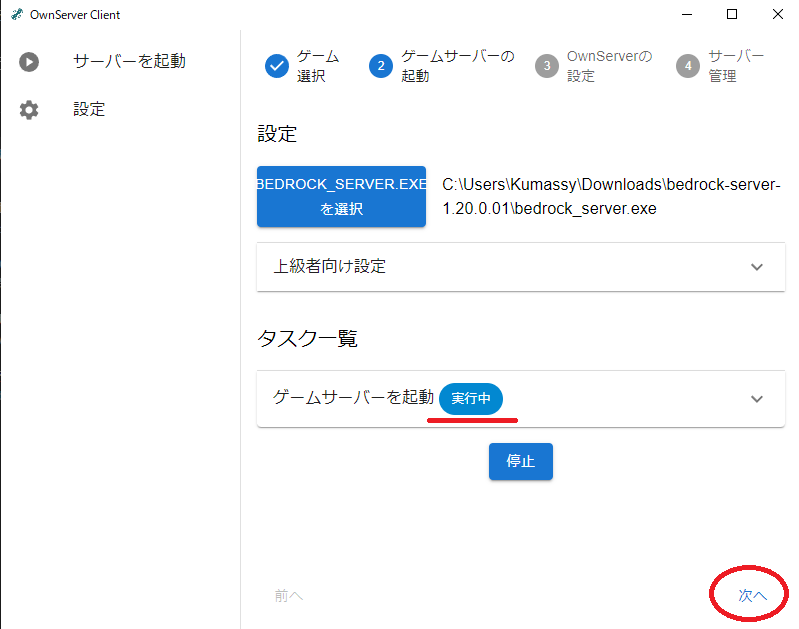 OwnServer Client
サーバーを起動
設定
ゲーム
選択
2
ゲームサーバーの
起動
3
OwnServerの
設定
4
サーバー
管理
設定
BEDROCK_SERVER.EXE
を選択
C:\Users\Kumassy\Downloads\bedrock-server-
1.20.0.01\bedrock_server.exe
上級者向け設定
タスク一覧
ゲームサーバーを起動 実行中
停止
前へ
次へ